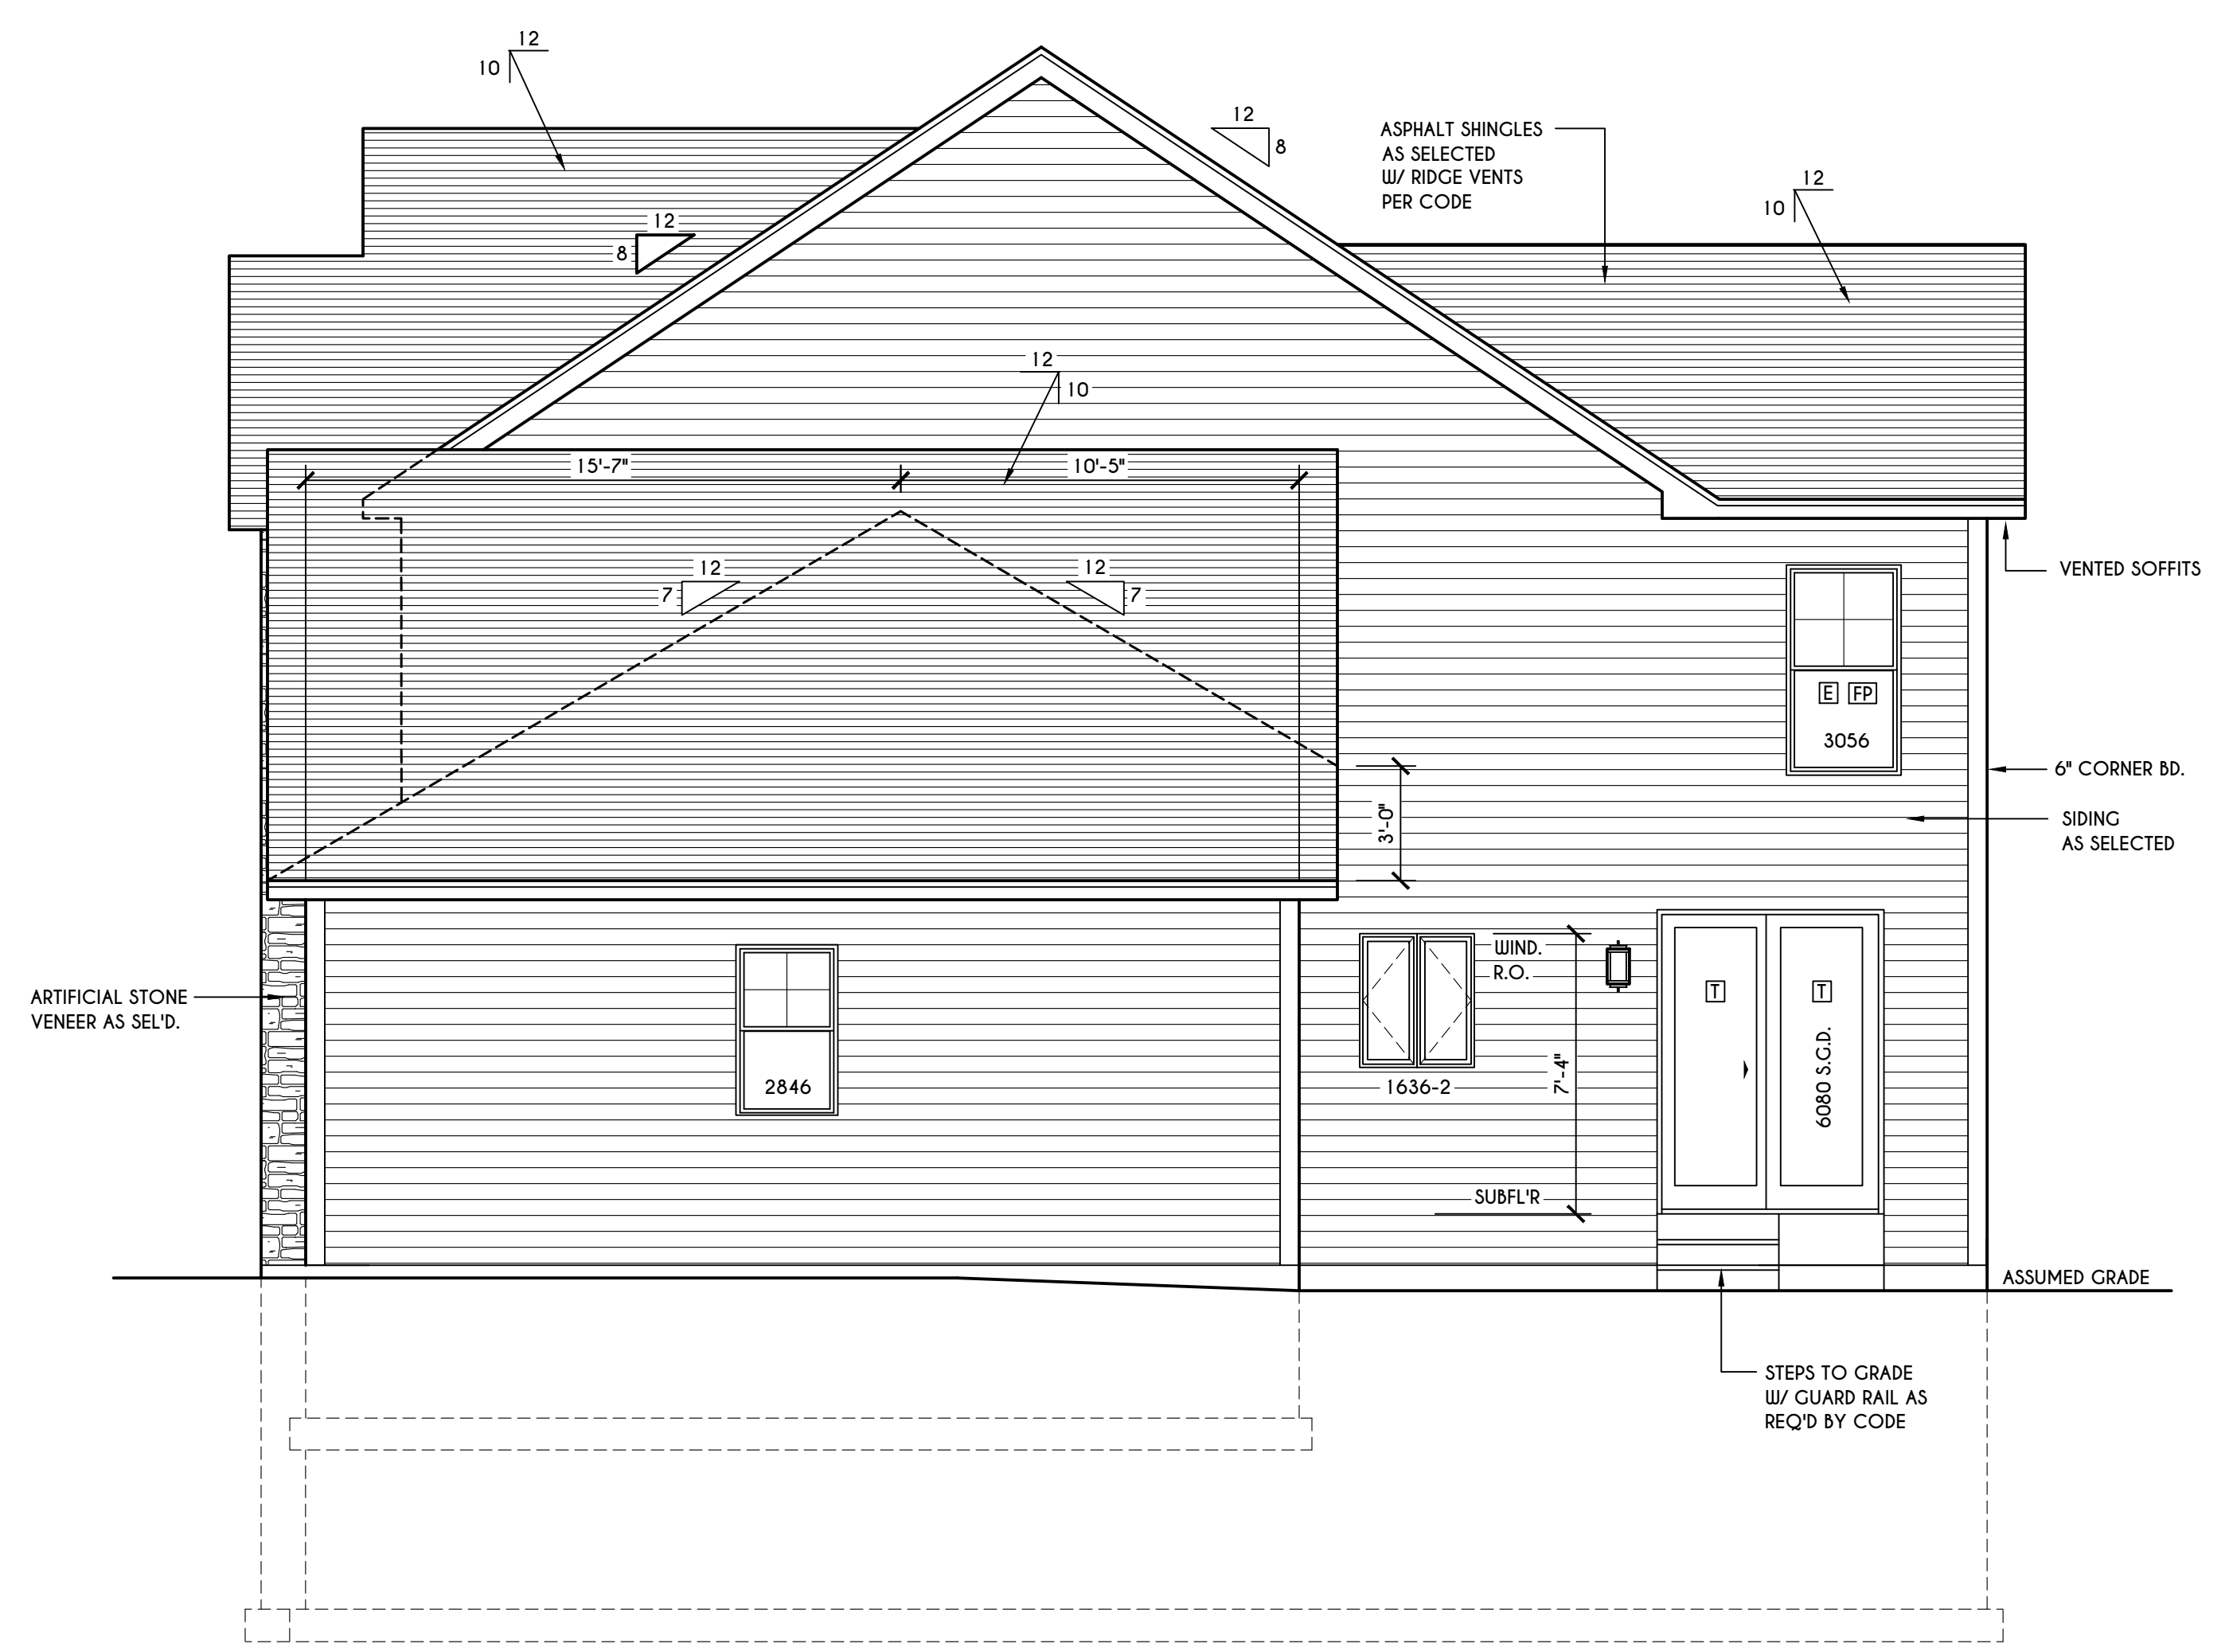 12
10
12
8
ASPHALT SHINGLES
AS SELECTED
W/ RIDGE VENTS
PER CODE
12
10
12
8
12
10
15'-7"
10'-5"
12
7
12
7
VENTED SOFFITS
E FP
3056
6" CORNER BD.
3'-0"
SIDING
AS SELECTED
WIND.
R.O.
ARTIFICIAL STONE
VENEER AS SEL'D.
T
T
2846
1636-2
7'-4"
6080 S.G.D.
SUBFL'R
ASSUMED GRADE
STEPS TO GRADE
W/ GUARD RAIL AS
REQ'D BY CODE